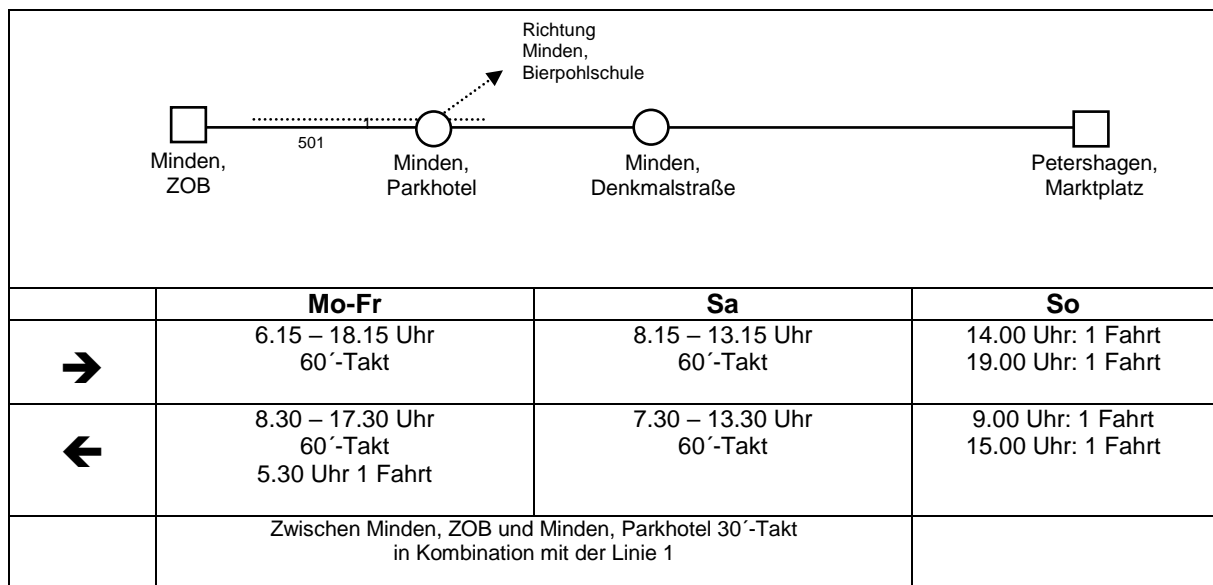 Richtung
Minden,
Bierpohlschule
1
501
Minden,
ZOB
Minden,
Parkhotel
Minden,
Denkmalstraße
Petershagen,
Marktplatz
Mo-Fr
Sa
So
6.15 – 18.15 Uhr
60´-Takt
8.15 – 13.15 Uhr
60´-Takt
14.00 Uhr: 1 Fahrt
19.00 Uhr: 1 Fahrt
8.30 – 17.30 Uhr
60´-Takt
5.30 Uhr 1 Fahrt
7.30 – 13.30 Uhr
60´-Takt
9.00 Uhr: 1 Fahrt
15.00 Uhr: 1 Fahrt
Zwischen Minden, ZOB und Minden, Parkhotel 30´-Takt
in Kombination mit der Linie 1